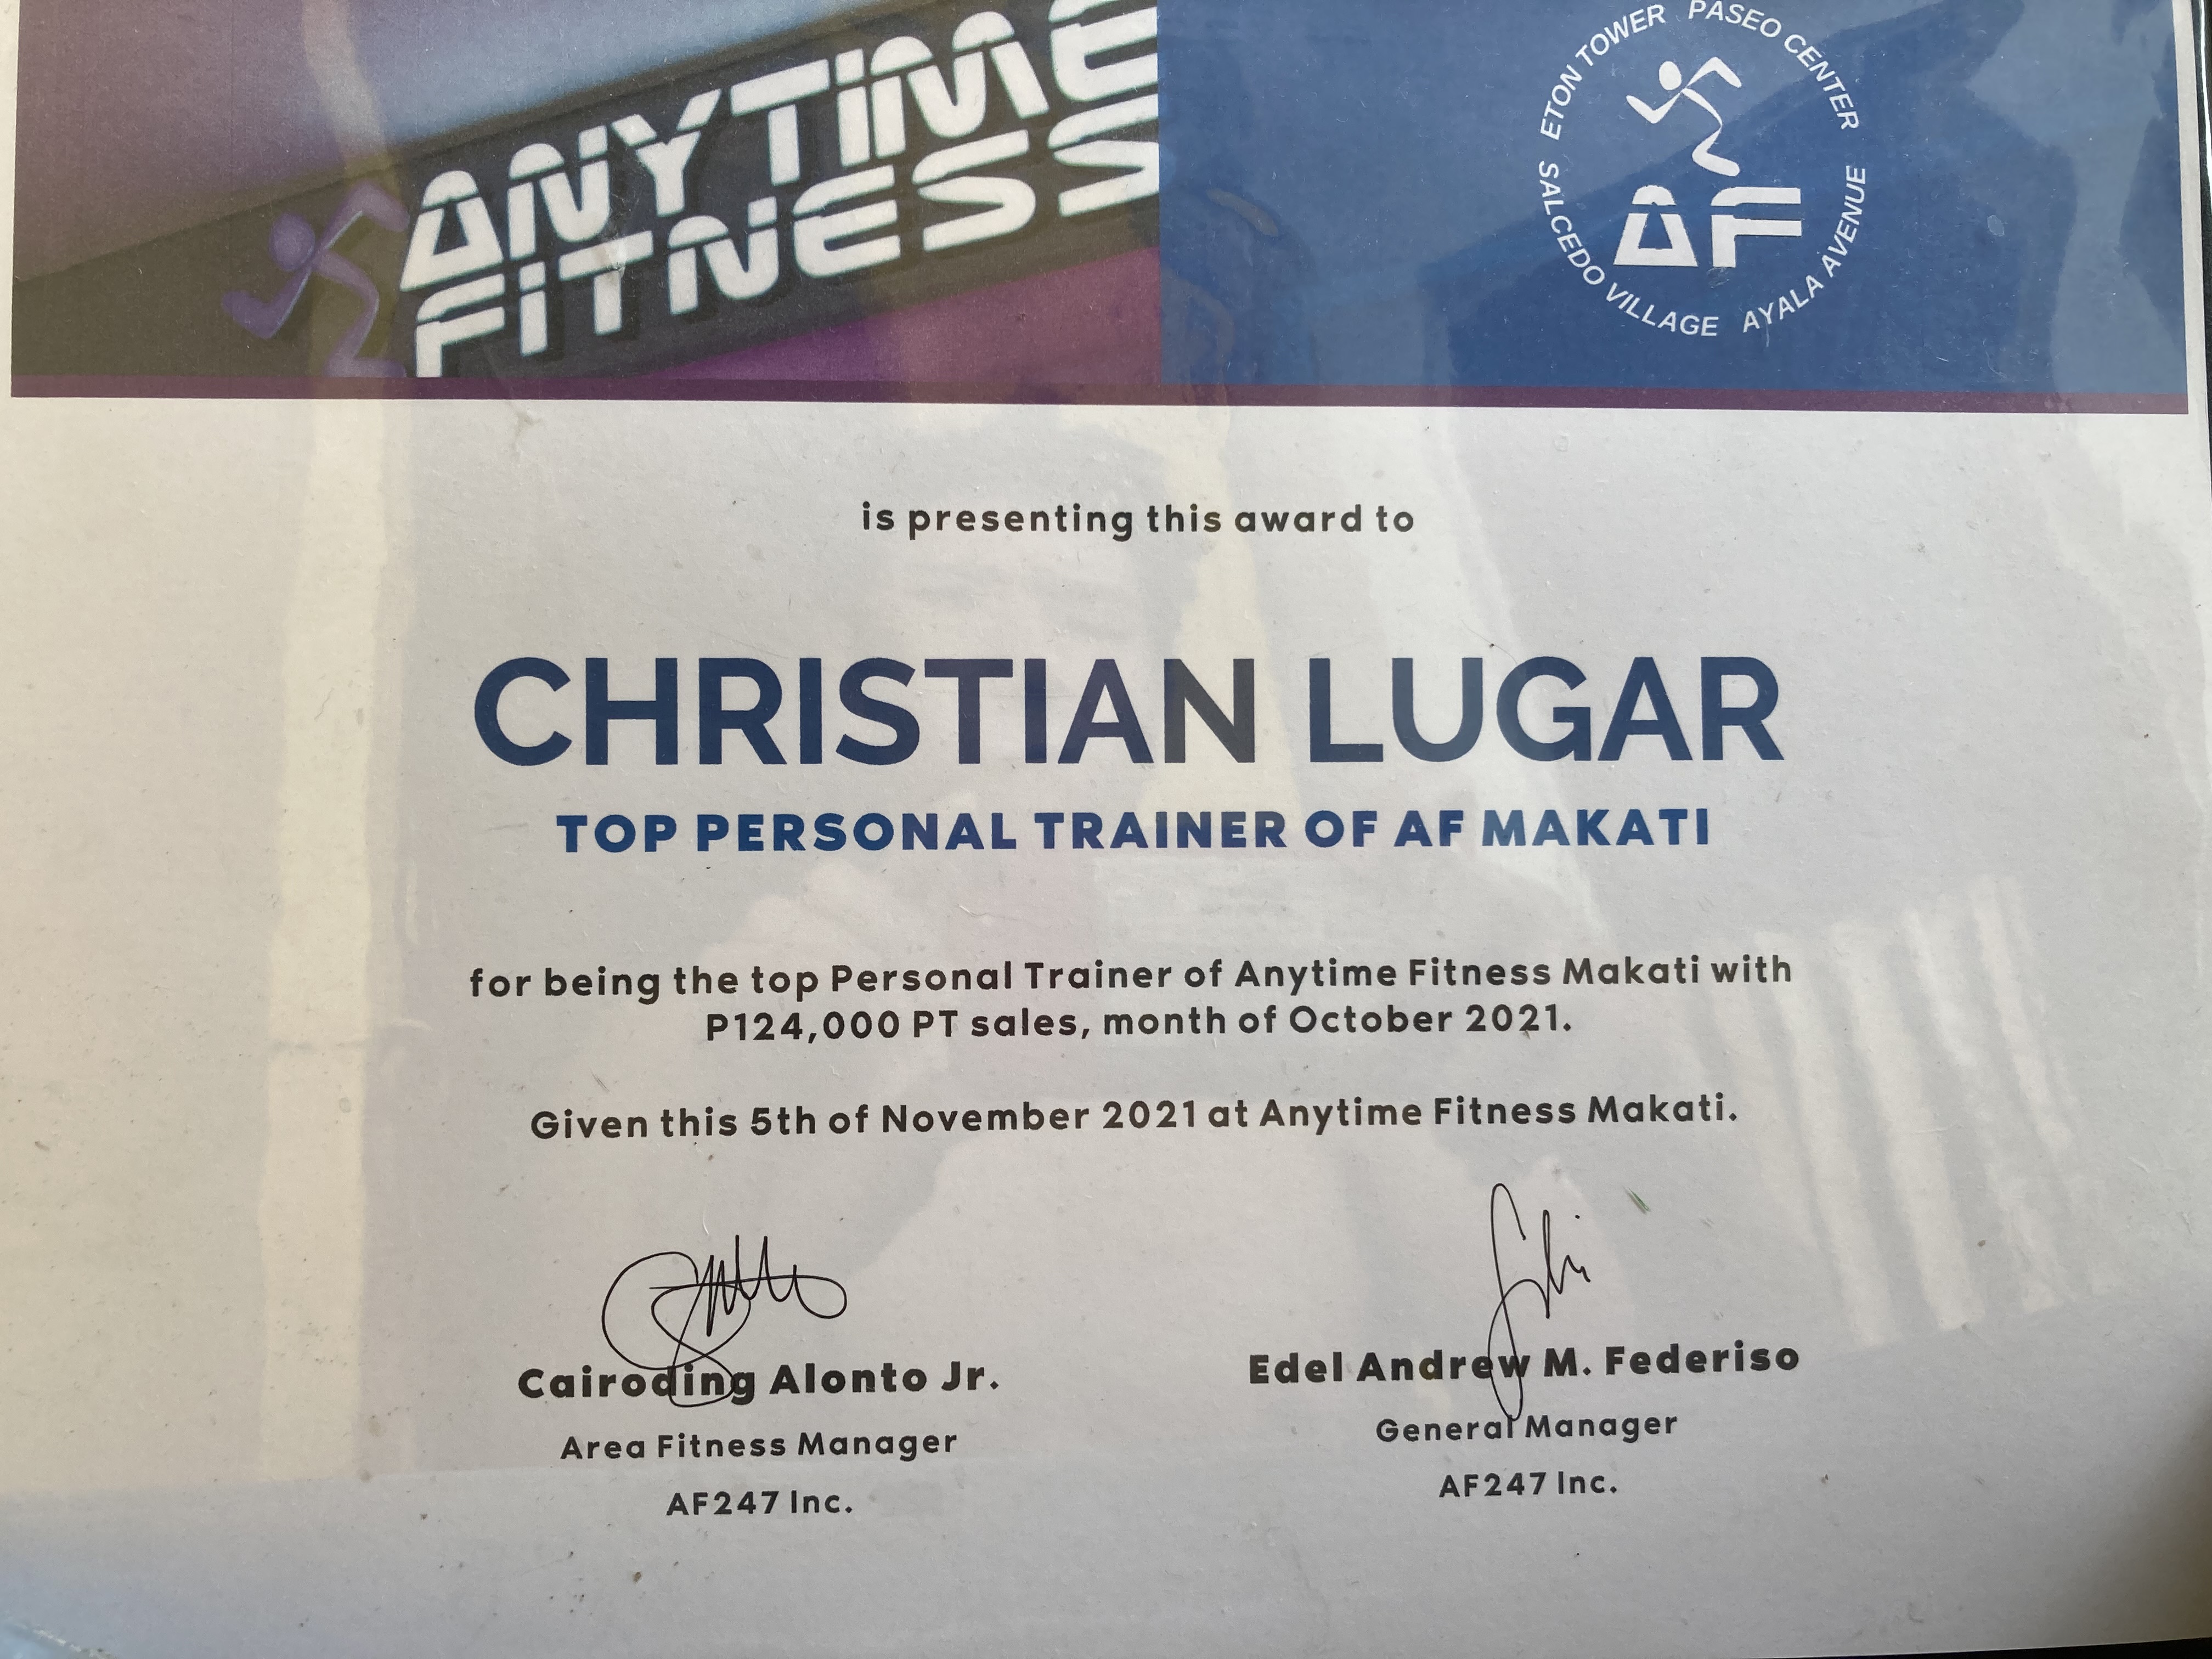 ANYTIME
FITNESS
ETON TOWER PASEO CENTER
AF
SALCEDO VILLAGE AYALA AVENUE
is presenting this award to
CHRISTIAN LUGAR
TOP PERSONAL TRAINER OF AF MAKATI
for being the top Personal Trainer of Anytime Fitness Makati with
P124,000 PT sales, month of October 2021.
Given this 5th of November 2021 at Anytime Fitness Makati.
Cairoding Alonto Jr.
Area Fitness Manager
AF247 Inc.
Edel Andrew M. Federiso
General Manager
AF247 Inc.